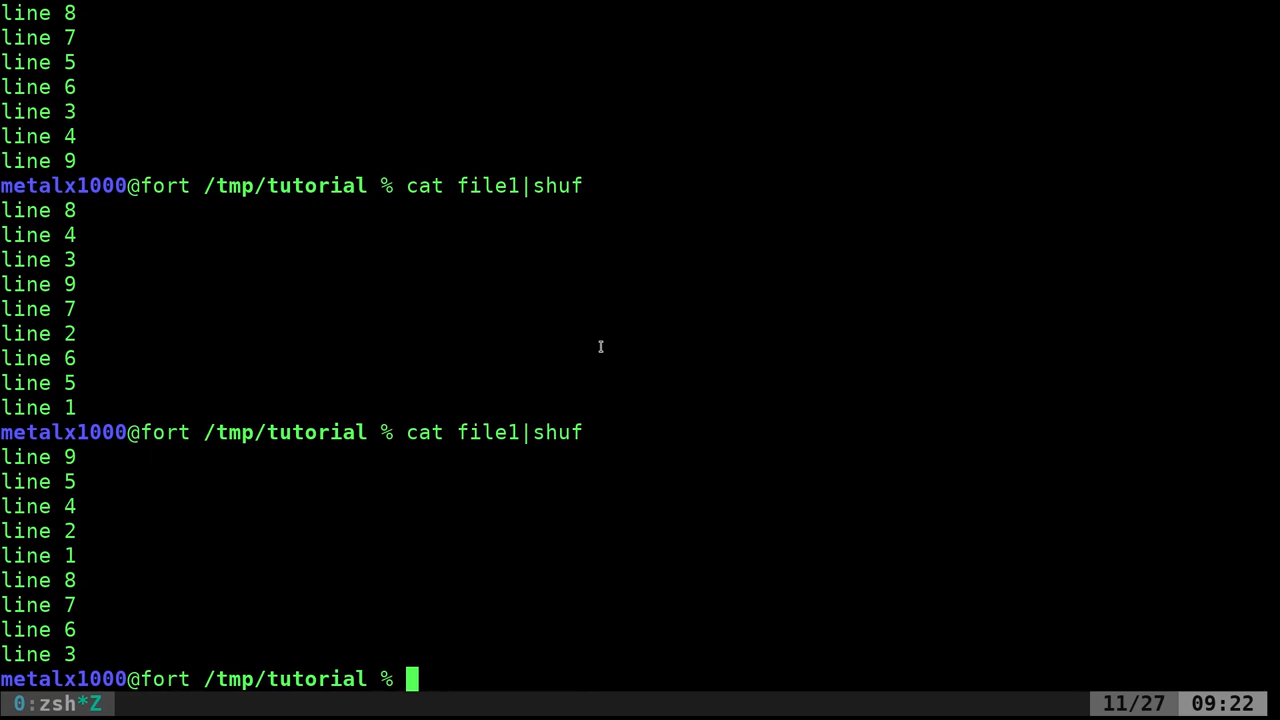 line 8
line 7
line 5
line 6
line 3
line 4
line 9
metalx1000@fort /tmp/tutorial % cat file1|shuf
line 8
line 4
line 3
line 9
line 7
line 2
line 6
line 5
line 1
metalx1000@fort /tmp/tutorial % cat file1|shuf
line 9
line 5
line 4
line 2
line 1
line 8
line 7
line 6
line 3
metalx1000@fort /tmp/tutorial %
0:zsh*Z 11/27 09:22